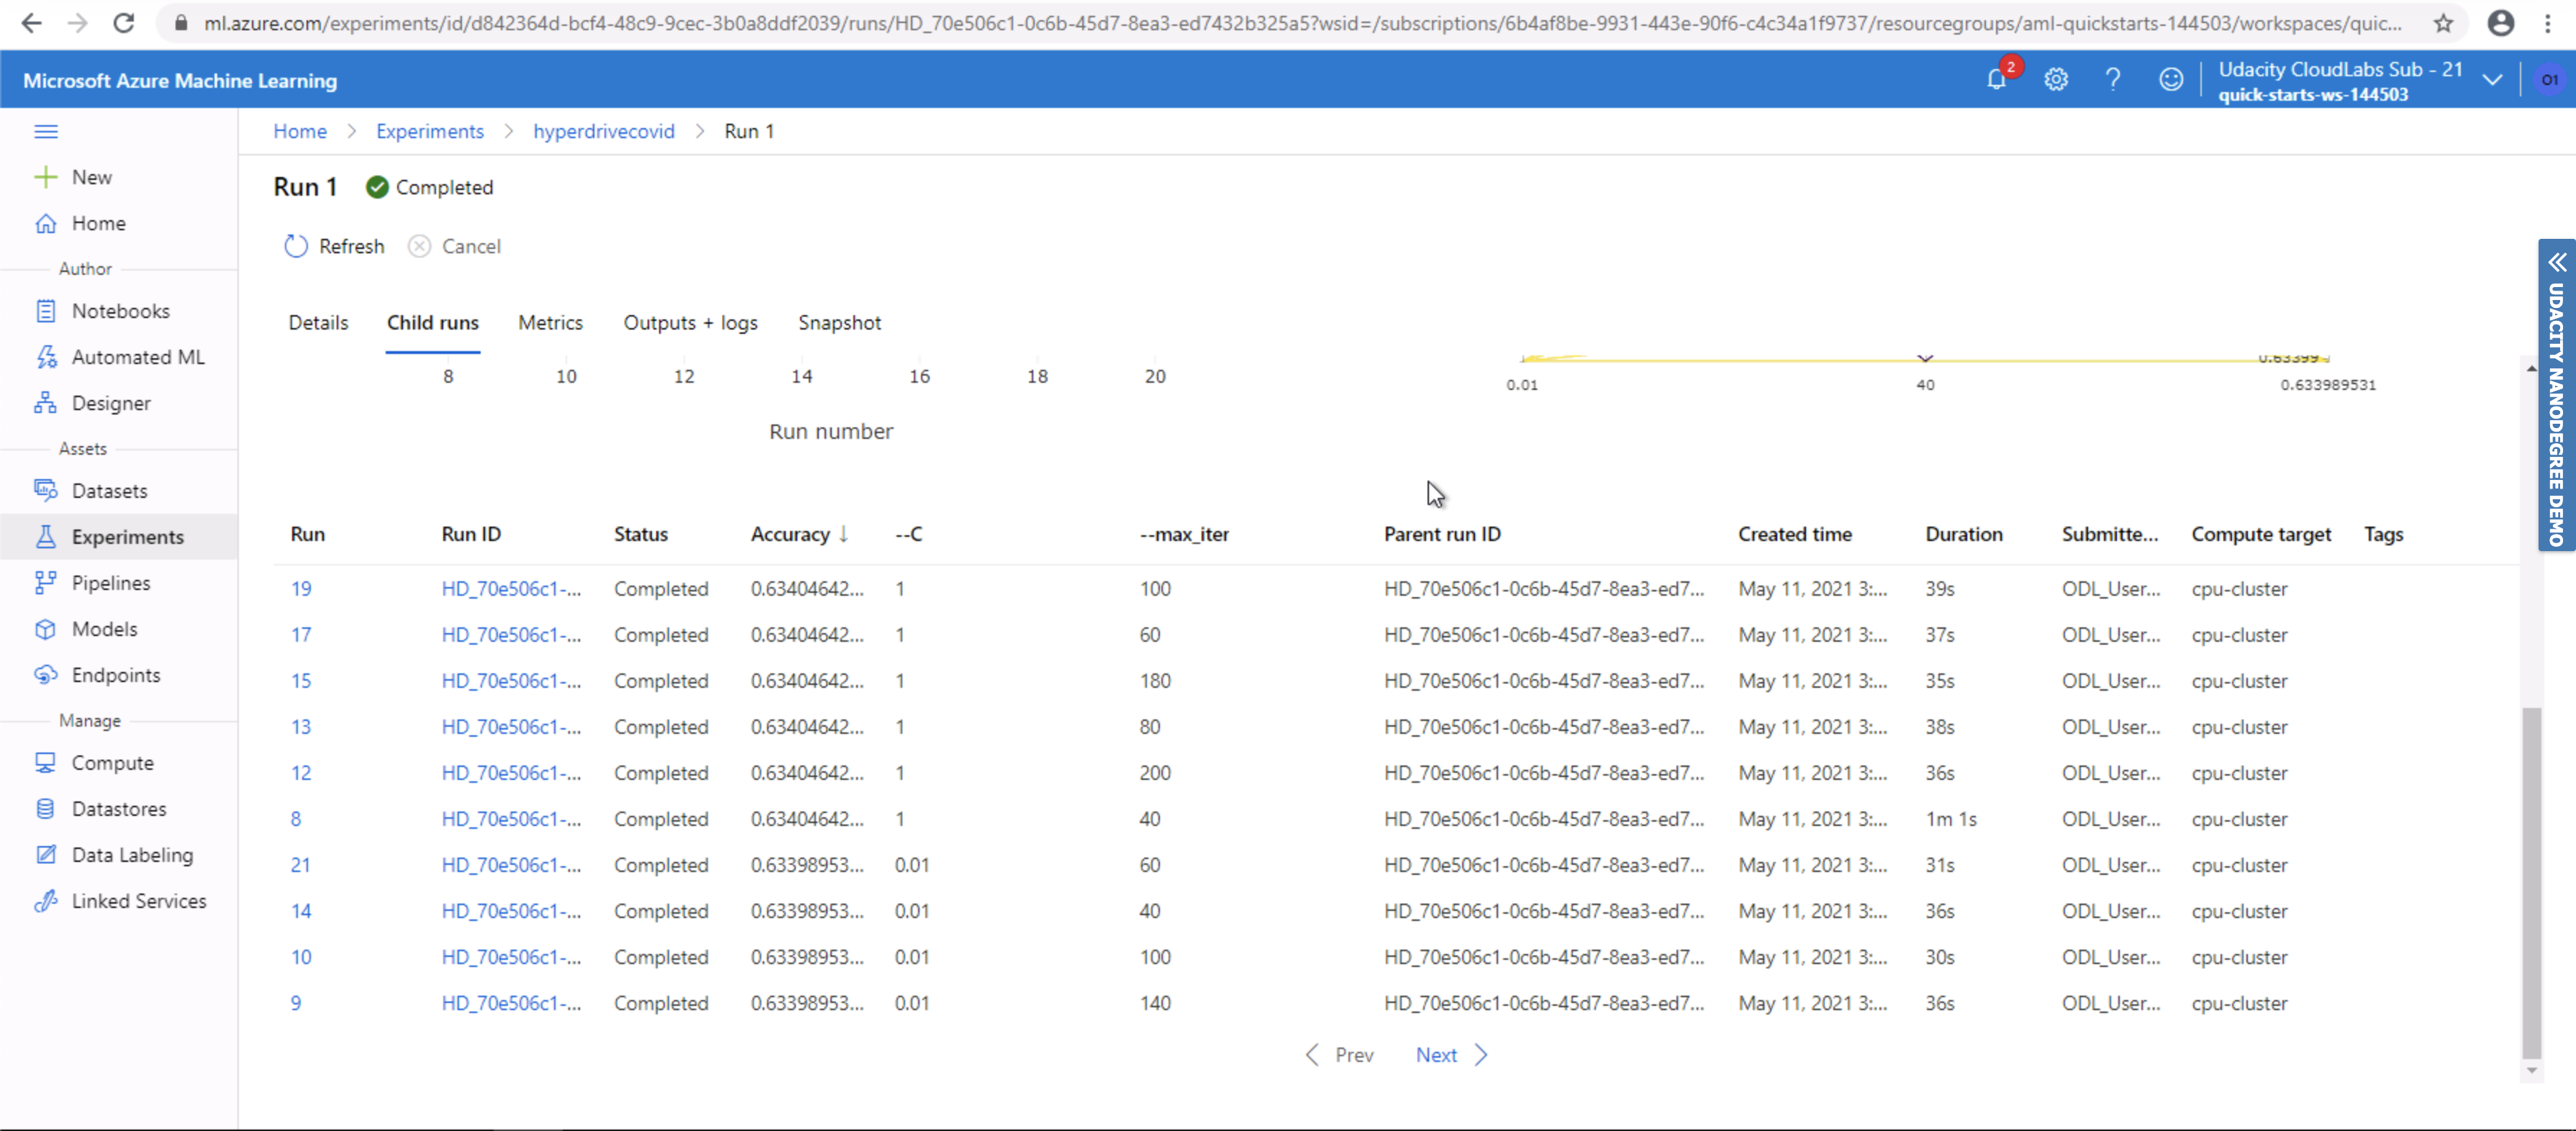 ml.azure.com/experiments/id/d842364d-bcf4-48c9-9cec-3b0a8ddf2039/runs/HD_70e506c1-0c6b-45d7-8ea3-ed7432b325a5?wsid=/subscriptions/6b4af8be-9931-443e-90f6-c4c34a1f9737/resourcegroups/aml-quickstarts-144503/workspaces/quic...
Microsoft Azure Machine Learning
2
Udacity CloudLabs Sub - 21
quick-starts-ws-144503
O1
Home > Experiments > hyperdrivecovid > Run 1
New
Home
Author
Notebooks
Automated ML
Designer
Assets
Datasets
Experiments
Pipelines
Models
Endpoints
Manage
Compute
Datastores
Data Labeling
Linked Services
Run 1 Completed
Refresh Cancel
Details Child runs Metrics Outputs + logs Snapshot
8 10 12 14 16 18 20
Run number
0.63399
0.01 40 0.633989531
Run Run ID Status Accuracy ↓ --C --max_iter Parent run ID Created time Duration Submitte... Compute target Tags
19 HD_70e506c1-... Completed 0.63404642... 1 100 HD_70e506c1-0c6b-45d7-8ea3-ed7... May 11, 2021 3:... 39s ODL_User... cpu-cluster
17 HD_70e506c1-... Completed 0.63404642... 1 60 HD_70e506c1-0c6b-45d7-8ea3-ed7... May 11, 2021 3:... 37s ODL_User... cpu-cluster
15 HD_70e506c1-... Completed 0.63404642... 1 180 HD_70e506c1-0c6b-45d7-8ea3-ed7... May 11, 2021 3:... 35s ODL_User... cpu-cluster
13 HD_70e506c1-... Completed 0.63404642... 1 80 HD_70e506c1-0c6b-45d7-8ea3-ed7... May 11, 2021 3:... 38s ODL_User... cpu-cluster
12 HD_70e506c1-... Completed 0.63404642... 1 200 HD_70e506c1-0c6b-45d7-8ea3-ed7... May 11, 2021 3:... 36s ODL_User... cpu-cluster
8 HD_70e506c1-... Completed 0.63404642... 1 40 HD_70e506c1-0c6b-45d7-8ea3-ed7... May 11, 2021 3:... 1m 1s ODL_User... cpu-cluster
21 HD_70e506c1-... Completed 0.63398953... 0.01 60 HD_70e506c1-0c6b-45d7-8ea3-ed7... May 11, 2021 3:... 31s ODL_User... cpu-cluster
14 HD_70e506c1-... Completed 0.63398953... 0.01 40 HD_70e506c1-0c6b-45d7-8ea3-ed7... May 11, 2021 3:... 36s ODL_User... cpu-cluster
10 HD_70e506c1-... Completed 0.63398953... 0.01 100 HD_70e506c1-0c6b-45d7-8ea3-ed7... May 11, 2021 3:... 30s ODL_User... cpu-cluster
9 HD_70e506c1-... Completed 0.63398953... 0.01 140 HD_70e506c1-0c6b-45d7-8ea3-ed7... May 11, 2021 3:... 36s ODL_User... cpu-cluster
Prev Next
UDACITY NANODEGREE DEMO